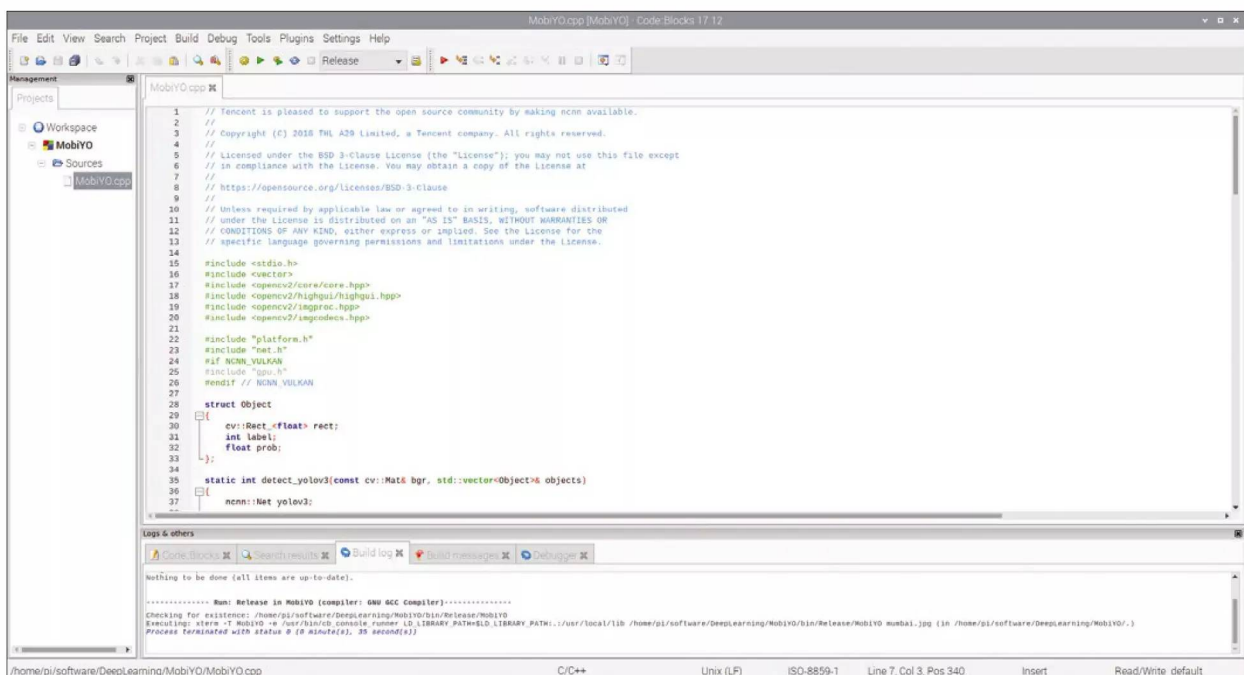 MobiYO.cpp [MobiYO] - Code::Blocks 17.12
File Edit View Search Project Build Debug Tools Plugins Settings Help
Release
Management
Projects
Workspace
MobiYO
Sources
MobiYO.cpp
MobiYO.cpp
1 // Tencent is pleased to support the open source community by making ncnn available.
2 //
3 // Copyright (C) 2018 THL A29 Limited, a Tencent company. All rights reserved.
4 //
5 // Licensed under the BSD 3-Clause License (the "License"); you may not use this file except
6 // in compliance with the License. You may obtain a copy of the License at
7 //
8 // https://opensource.org/licenses/BSD-3-Clause
9 //
10 // Unless required by applicable law or agreed to in writing, software distributed
11 // under the License is distributed on an "AS IS" BASIS, WITHOUT WARRANTIES OR
12 // CONDITIONS OF ANY KIND, either express or implied. See the License for the
13 // specific language governing permissions and limitations under the License.
14
15 #include <stdio.h>
16 #include <vector>
17 #include <opencv2/core/core.hpp>
18 #include <opencv2/highgui/highgui.hpp>
19 #include <opencv2/imgproc.hpp>
20 #include <opencv2/imgcodecs.hpp>
21
22 #include "platform.h"
23 #include "net.h"
24 #if NCNN_VULKAN
25 #include "gpu.h"
26 #endif // NCNN_VULKAN
27
28 struct Object
29 {
30 cv::Rect_<float> rect;
31 int label;
32 float prob;
33 };
34
35 static int detect_yolov3(const cv::Mat& bgr, std::vector<Object>& objects)
36 {
37 ncnn::Net yolov3;
Logs & others
Code::Blocks Search results Build log Build messages Debugger
Nothing to be done (all items are up-to-date).
------------- Run: Release in MobiYO (compiler: GNU GCC Compiler)---------------
Checking for existence: /home/pi/software/DeepLearning/MobiYO/bin/Release/MobiYO
Executing: xterm -T MobiYO -e /usr/bin/cb_console_runner LD_LIBRARY_PATH=$LD_LIBRARY_PATH:.:/usr/local/lib /home/pi/software/DeepLearning/MobiYO/bin/Release/MobiYO mumbai.jpg (in /home/pi/software/DeepLearning/MobiYO/.)
Process terminated with status 0 (0 minute(s), 35 second(s))
/home/pi/software/DeepLearning/MobiYO/MobiYO.cpp C/C++ Unix (LF) ISO-8859-1 Line 7, Col 3, Pos 340 Insert Read/Write default